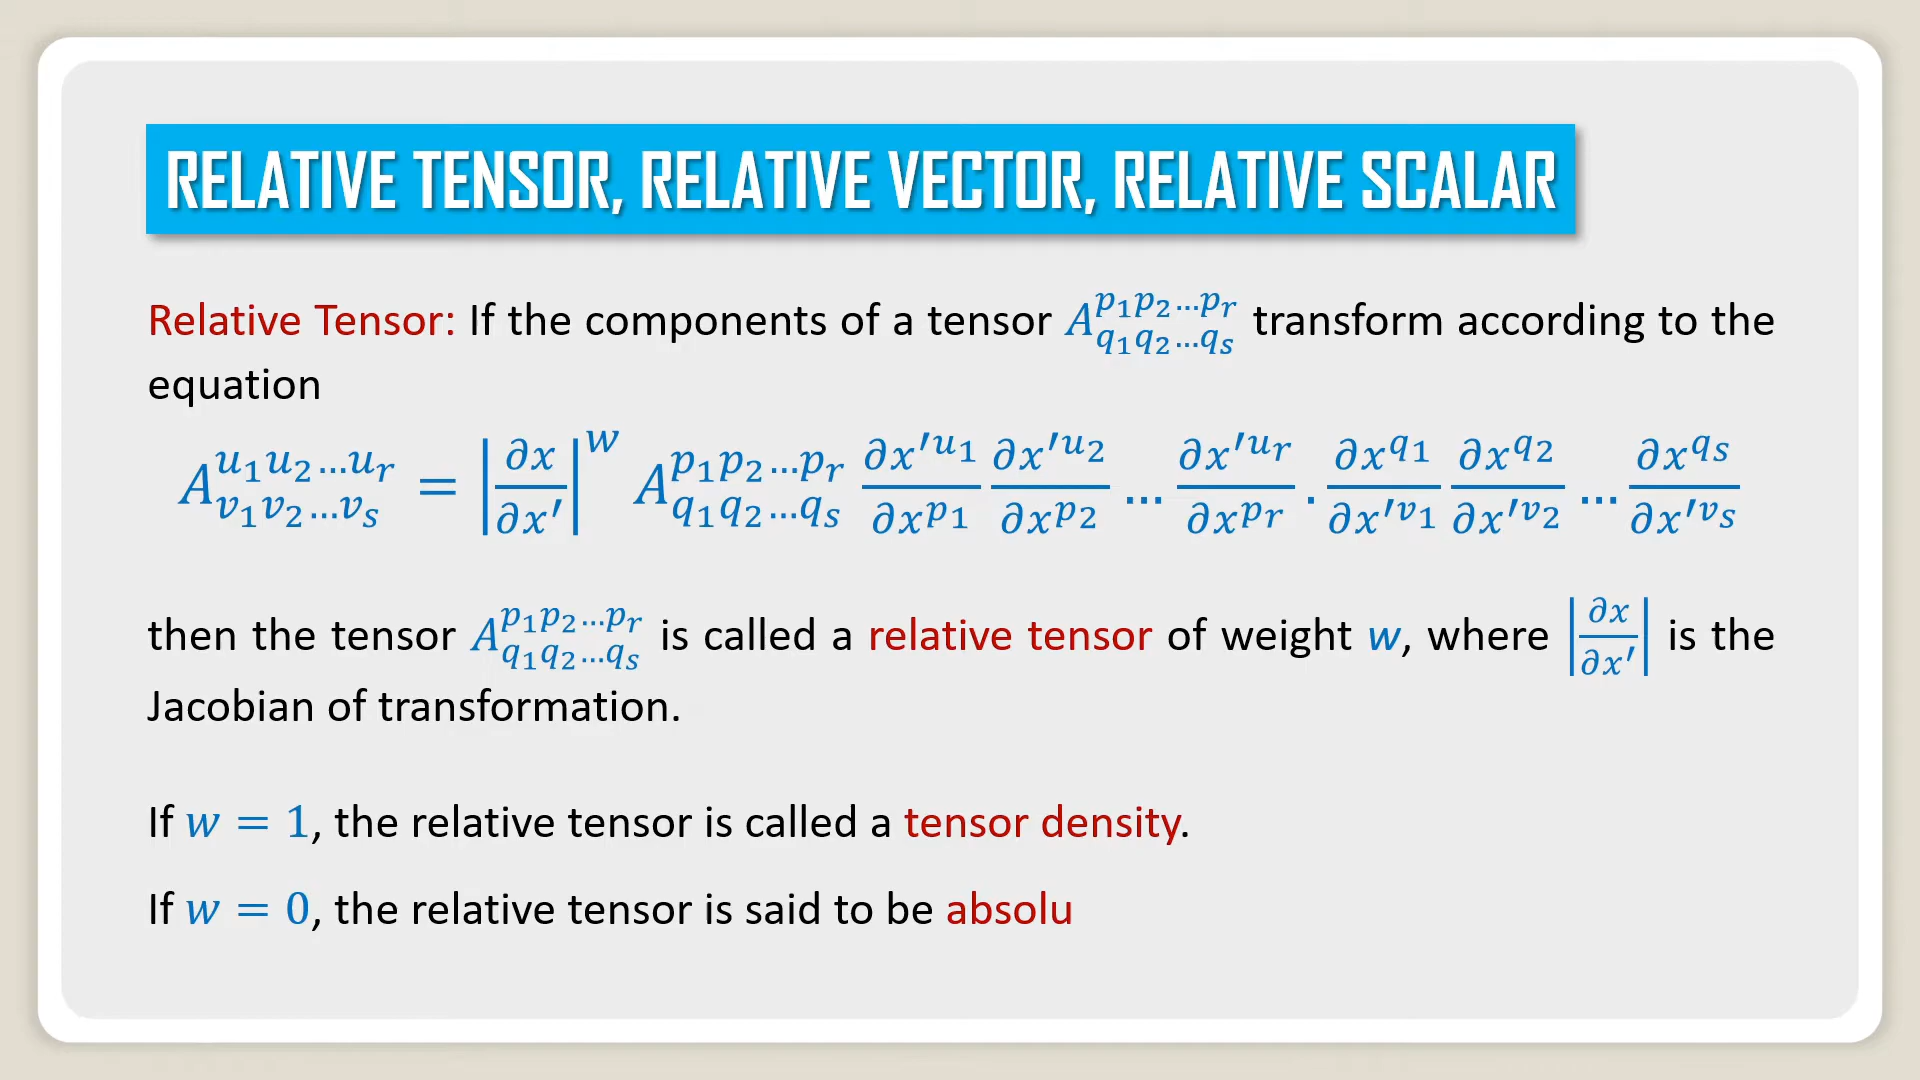 RELATIVE TENSOR, RELATIVE VECTOR, RELATIVE SCALAR
Relative Tensor: If the components of a tensor $A^{p_1p_2…p_r}_{q_1q_2…q_s}$ transform according to the
equation
$A^{u_1u_2…u_r}_{v_1v_2…v_s} = \left|\frac{\partial x}{\partial x'}\right|^w A^{p_1p_2…p_r}_{q_1q_2…q_s} \frac{\partial x'^{u_1}}{\partial x^{p_1}} \frac{\partial x'^{u_2}}{\partial x^{p_2}} … \frac{\partial x'^{u_r}}{\partial x^{p_r}} . \frac{\partial x^{q_1}}{\partial x'^{v_1}} \frac{\partial x^{q_2}}{\partial x'^{v_2}} … \frac{\partial x^{q_s}}{\partial x'^{v_s}}$
then the tensor $A^{p_1p_2…p_r}_{q_1q_2…q_s}$ is called a relative tensor of weight w, where $\left|\frac{\partial x}{\partial x'}\right|$ is the
Jacobian of transformation.
If w = 1, the relative tensor is called a tensor density.
If w = 0, the relative tensor is said to be absolu